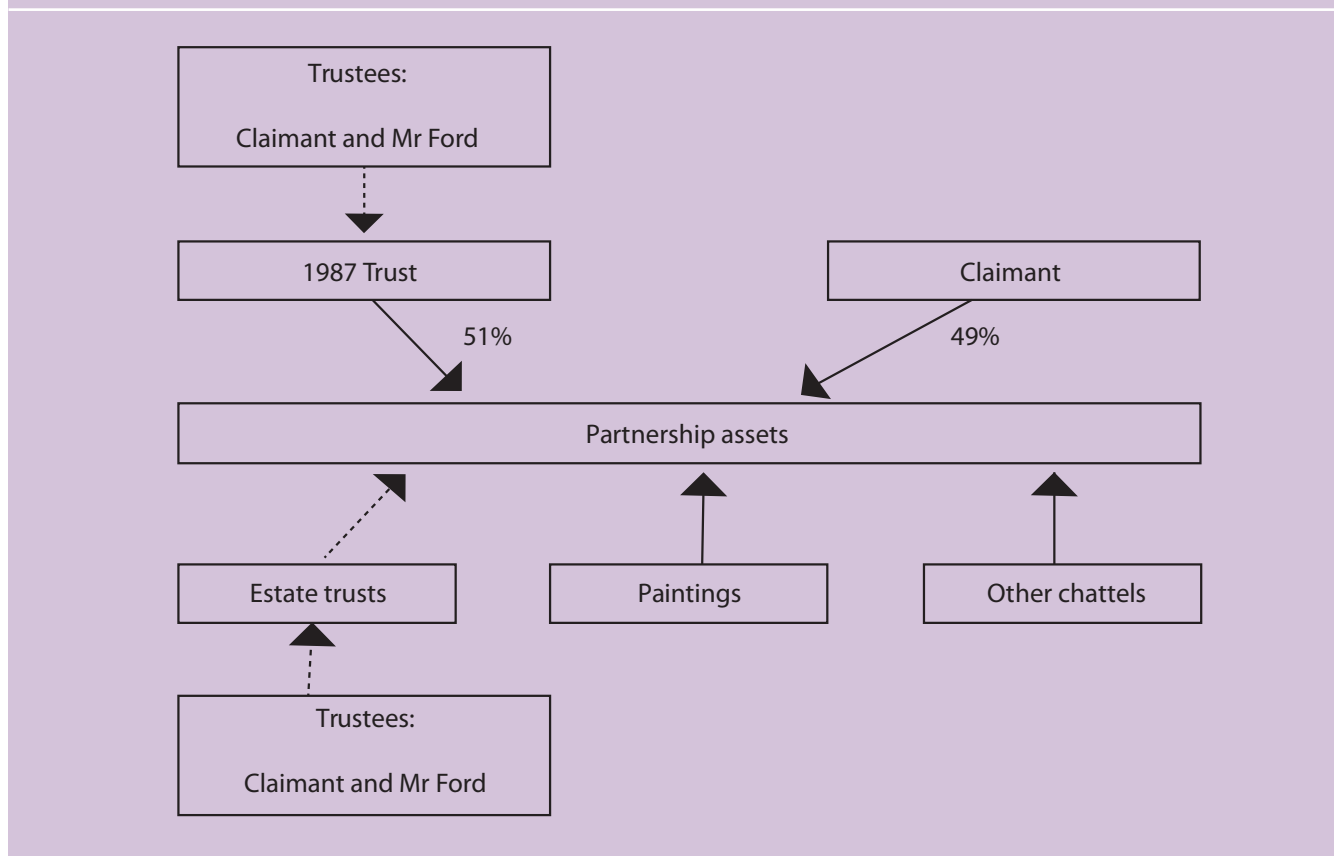 Trustees:
Claimant and Mr Ford
1987 Trust
Claimant
51%
49%
Partnership assets
Estate trusts
Paintings
Other chattels
Trustees:
Claimant and Mr Ford